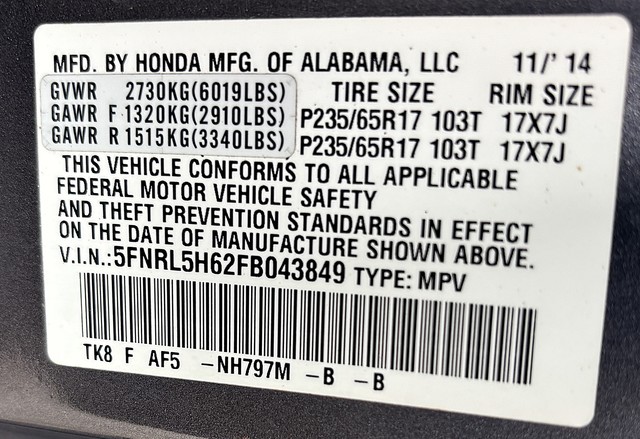 MFD. BY HONDA MFG. OF ALABAMA, LLC 11/' 14
GVWR 2730KG(6019LBS) TIRE SIZE RIM SIZE
GAWR F 1320KG(2910LBS) P235/65R17 103T 17X7J
GAWR R 1515KG(3340LBS) P235/65R17 103T 17X7J
THIS VEHICLE CONFORMS TO ALL APPLICABLE
FEDERAL MOTOR VEHICLE SAFETY
AND THEFT PREVENTION STANDARDS IN EFFECT
ON THE DATE OF MANUFACTURE SHOWN ABOVE.
V.I.N.:5FNRL5H62FB043849 TYPE: MPV
TK8 F AF5 -NH797M -B -B